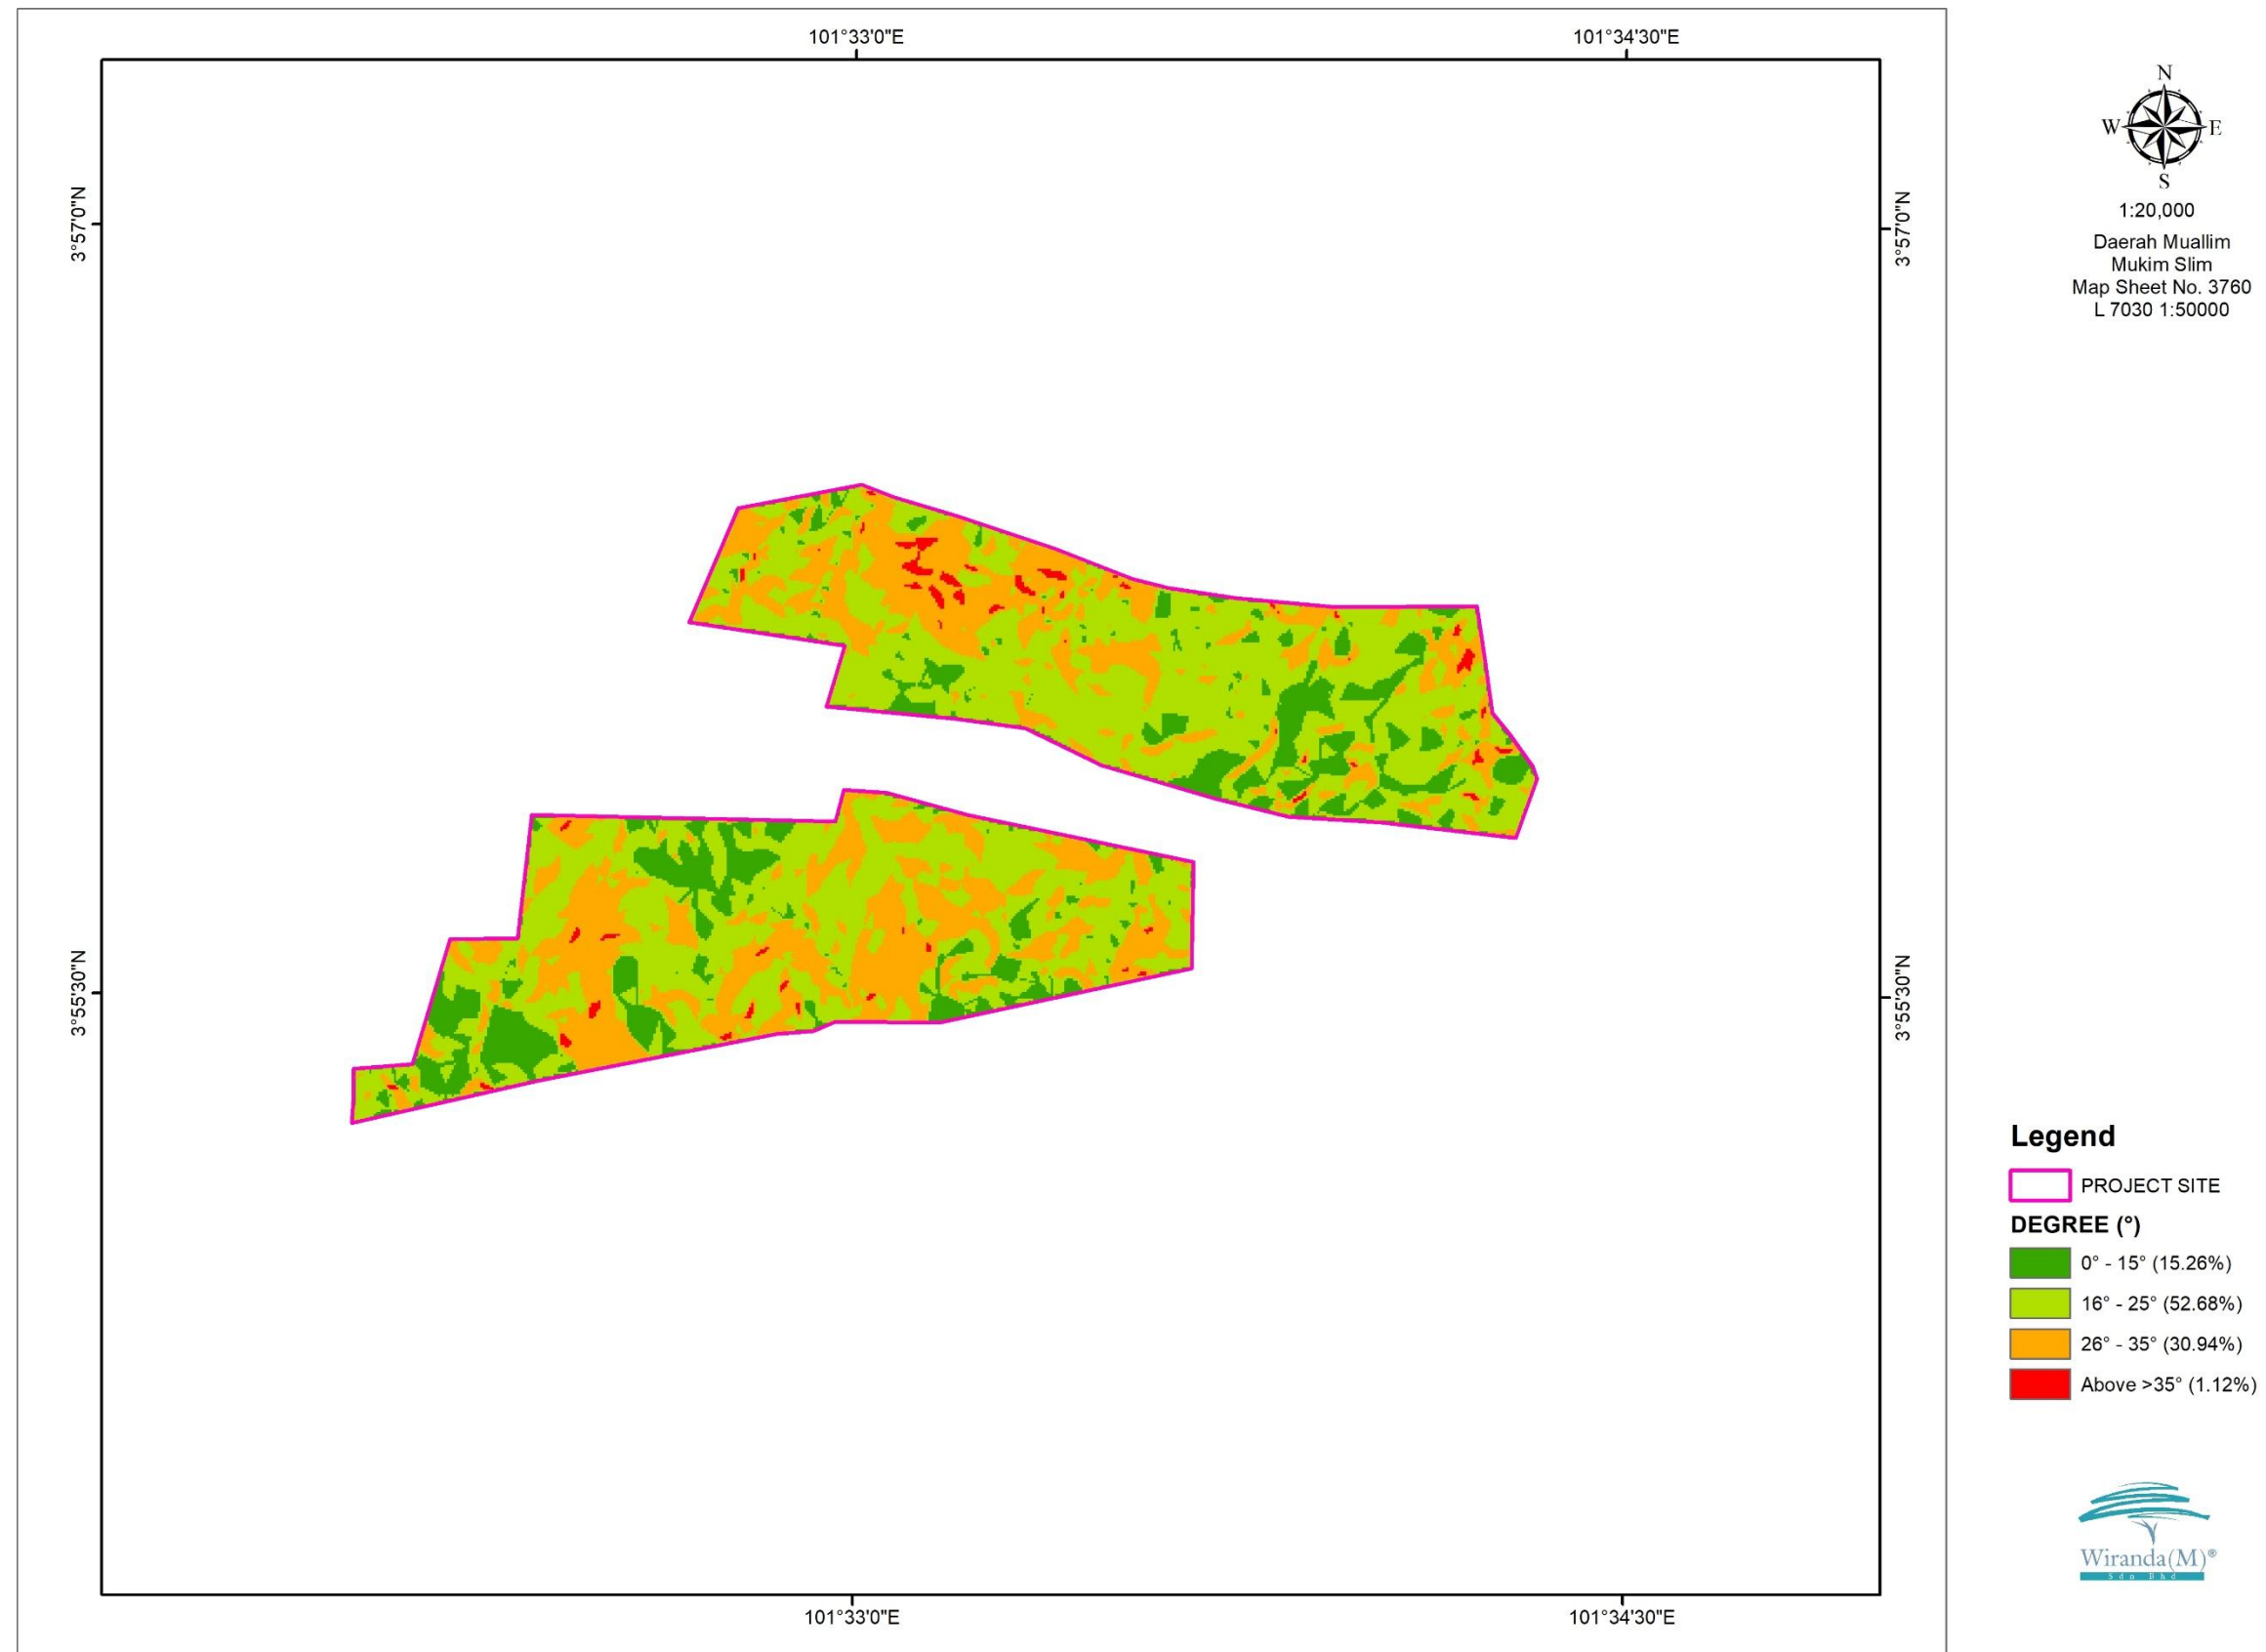 101°33'0"E
101°34'30"E
3°57'0"N
3°57'0"N
3°55'30"N
3°55'30"N
101°33'0"E
101°34'30"E
N
W
E
S
1:20,000
Daerah Muallim
Mukim Slim
Map Sheet No. 3760
L 7030 1:50000
Legend
PROJECT SITE
DEGREE (°)
0° - 15° (15.26%)
16° - 25° (52.68%)
26° - 35° (30.94%)
Above >35° (1.12%)
Wiranda(M)®
Sdn Bhd